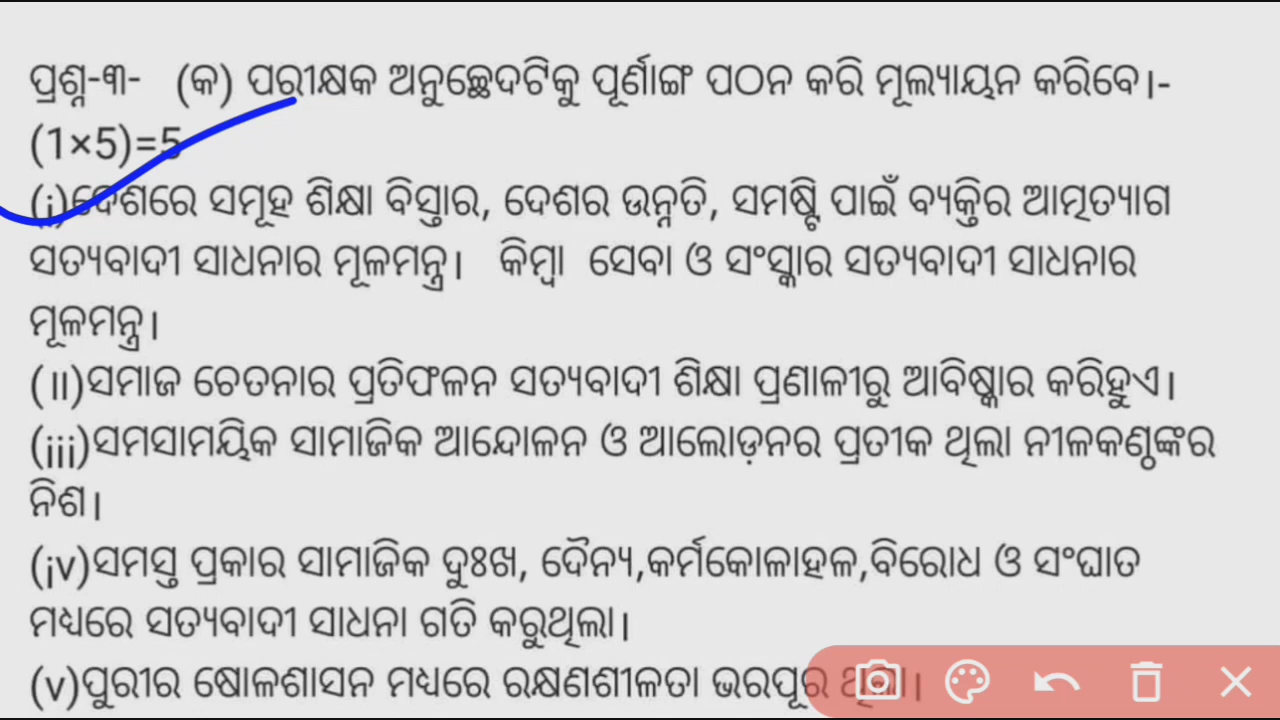 ପ୍ରଶ୍ନ-୩- (କ) ପରୀକ୍ଷକ ଅନୁଚ୍ଛେଦଟିକୁ ପୂର୍ଣାଙ୍ଗ ପଠନ କରି ମୂଲ୍ୟାୟନ କରିବେ।-
(1×5)=5
(i)ଦେଶରେ ସମୂହ ଶିକ୍ଷା ବିସ୍ତାର, ଦେଶର ଉନ୍ନତି, ସମଷ୍ଟି ପାଇଁ ବ୍ୟକ୍ତିର ଆତ୍ମତ୍ୟାଗ
ସତ୍ୟବାଦୀ ସାଧନାର ମୂଳମନ୍ତ୍ର। କିମ୍ବା ସେବା ଓ ସଂସ୍କାର ସତ୍ୟବାଦୀ ସାଧନାର
ମୂଳମନ୍ତ୍ର।
(ii)ସମାଜ ଚେତନାର ପ୍ରତିଫଳନ ସତ୍ୟବାଦୀ ଶିକ୍ଷା ପ୍ରଣାଳୀରୁ ଆବିଷ୍କାର କରିହୁଏ।
(iii)ସମସାମୟିକ ସାମାଜିକ ଆନ୍ଦୋଳନ ଓ ଆଲୋଡ଼ନର ପ୍ରତୀକ ଥିଲା ନୀଳକଣ୍ଠଙ୍କର
ନିଶ।
(iv)ସମସ୍ତ ପ୍ରକାର ସାମାଜିକ ଦୁଃଖ, ଦୈନ୍ୟ,କର୍ମକୋଳାହଳ,ବିରୋଧ ଓ ସଂଘାତ
ମଧ୍ୟରେ ସତ୍ୟବାଦୀ ସାଧନା ଗତି କରୁଥିଲା।
(v)ପୁରୀର ଷୋଳଶାସନ ମଧ୍ୟରେ ରକ୍ଷଣଶୀଳତା ଭରପୂର ଥିଲା।